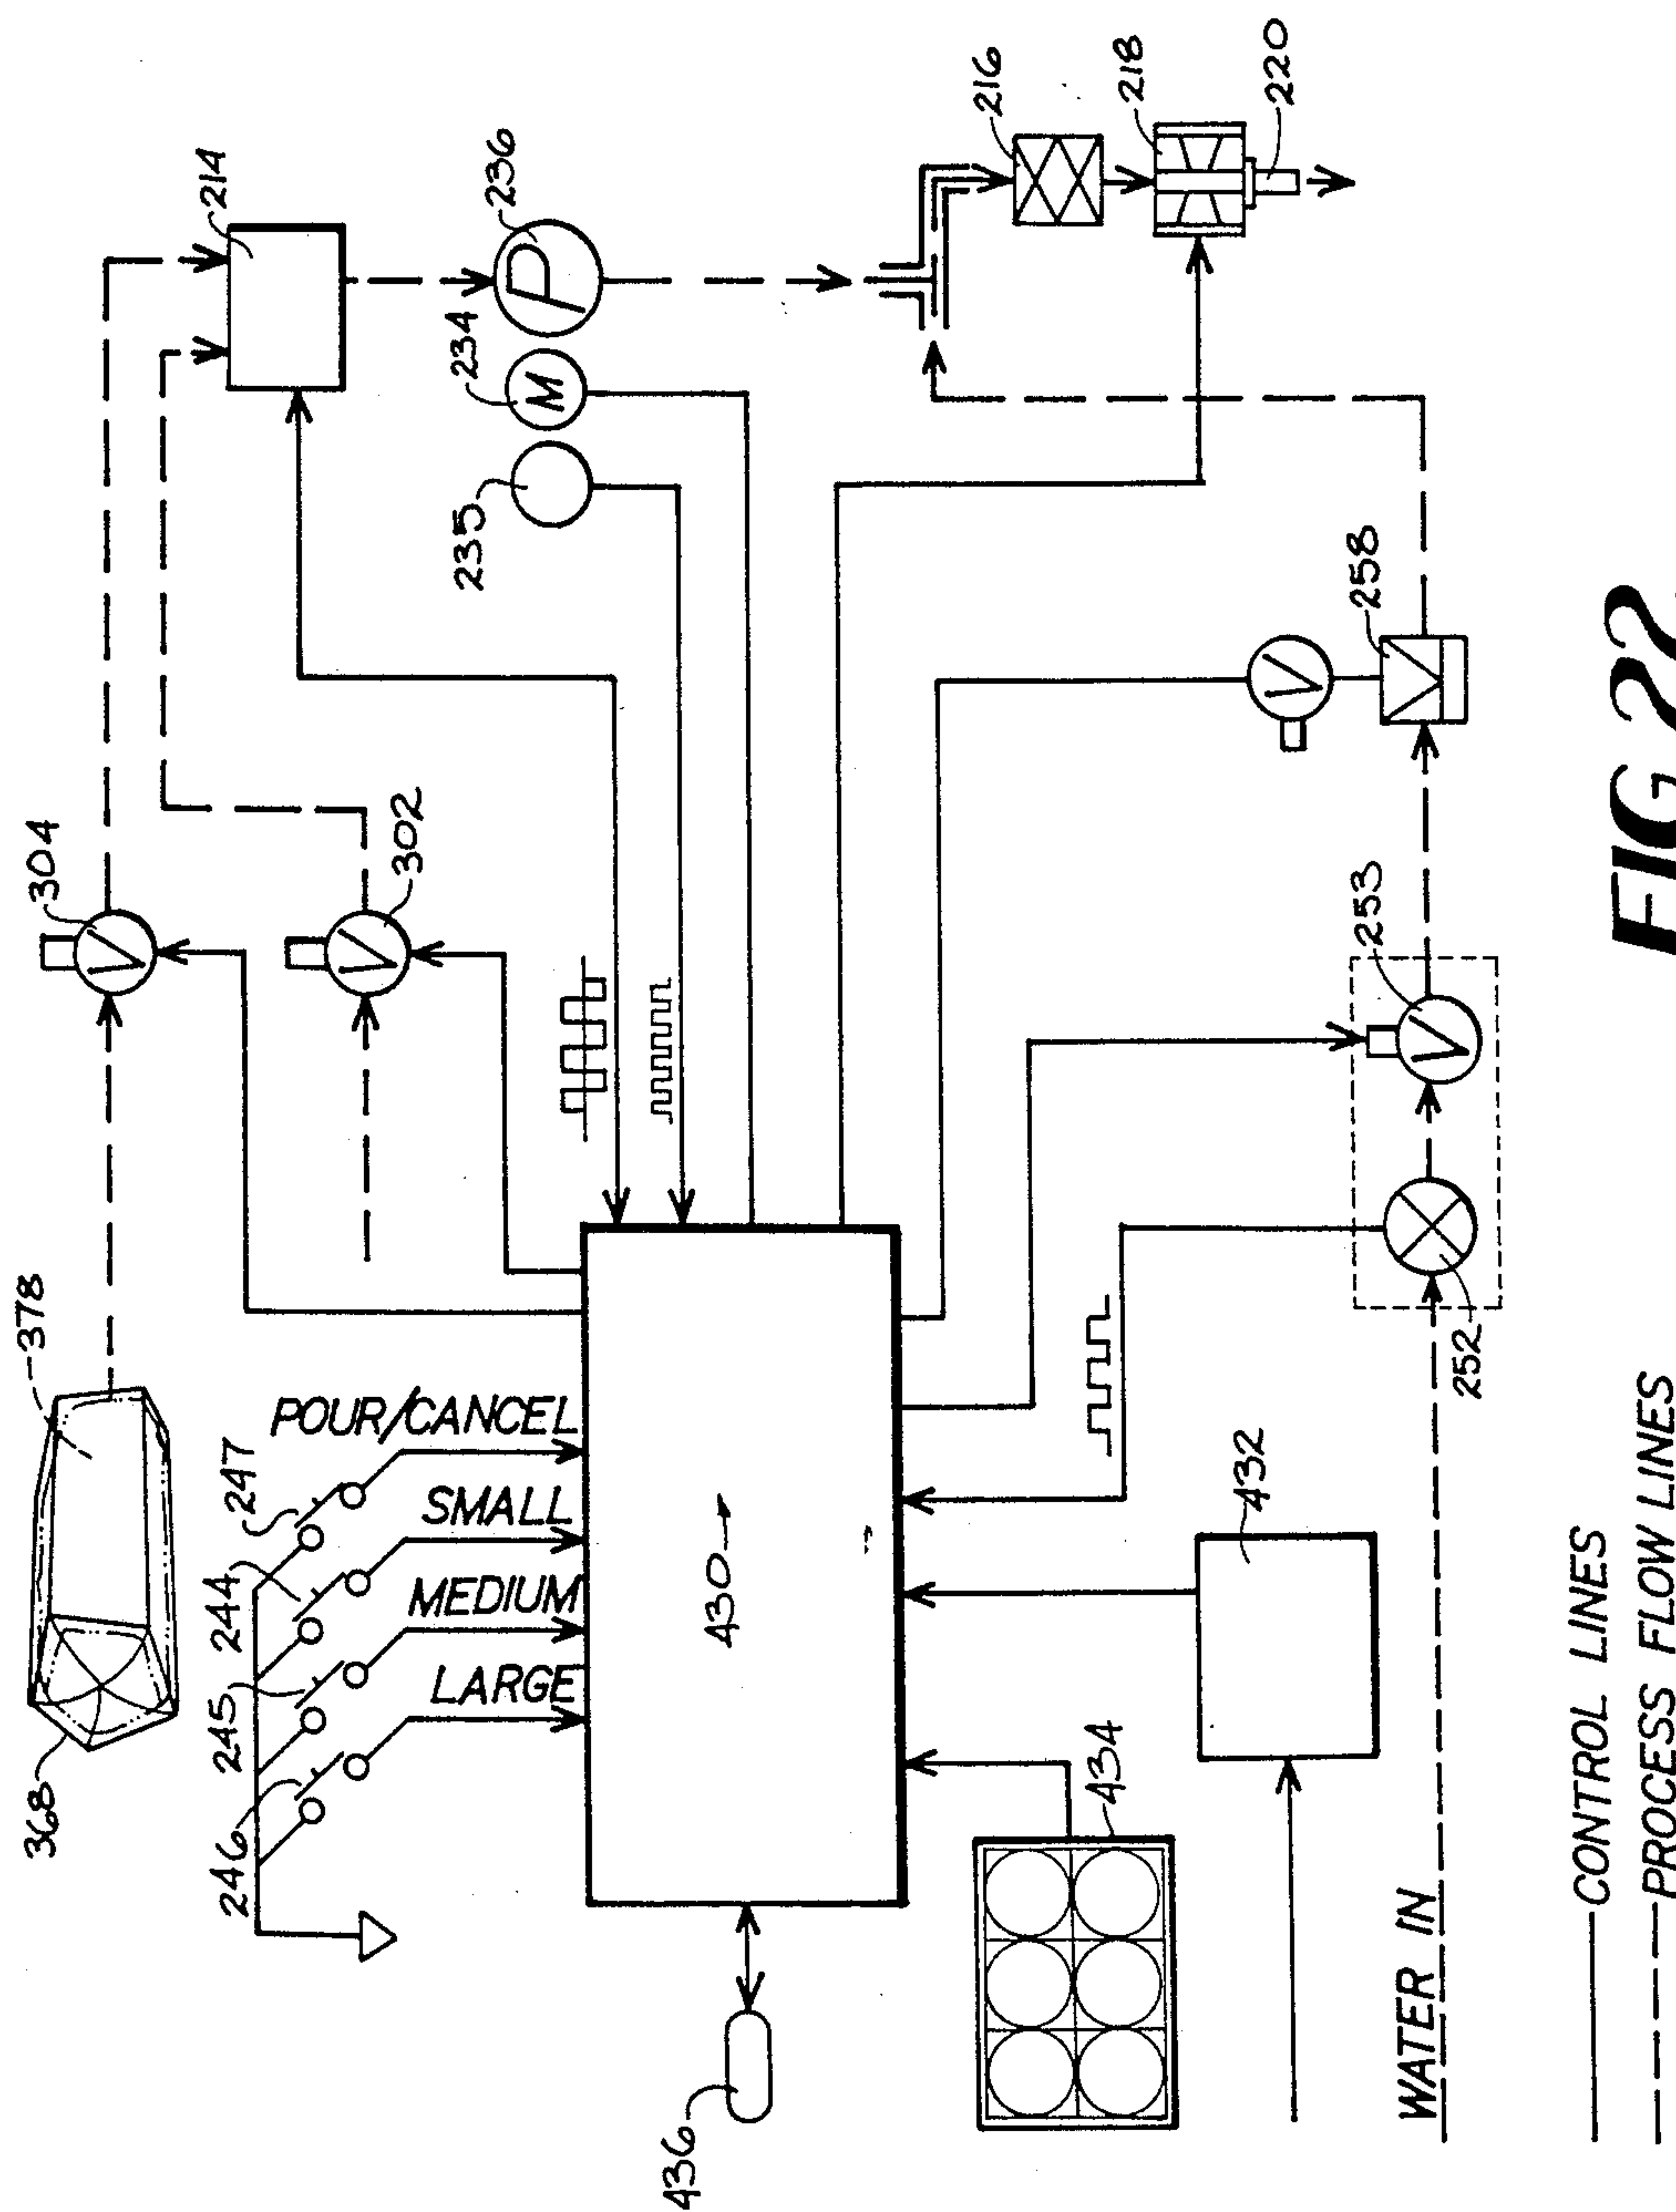 368
378
304
214
302
236
P
234
M
235
216
218
220
246
245
244
247
LARGE
MEDIUM
SMALL
POUR/CANCEL
V
V
436
430
434
432
V
258
253
V
252
WATER IN
CONTROL LINES
PROCESS FLOW LINES
FIG 22